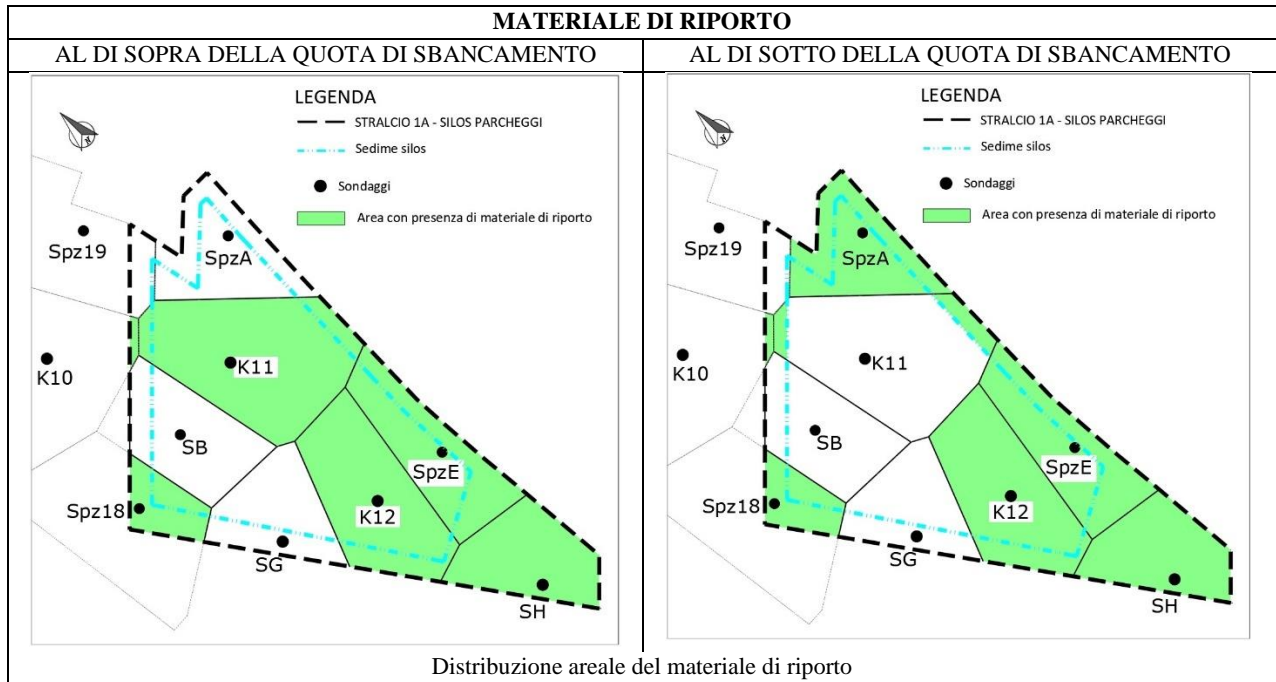 MATERIALE DI RIPORTO
AL DI SOPRA DELLA QUOTA DI SBANCAMENTO
LEGENDA
STRALCIO 1A - SILOS PARCHEGGI
Sedime silos
Sondaggi
Area con presenza di materiale di riporto
N
Spz19
SpzA
K10
K11
SB
SpzE
Spz18
K12
SG
SH
AL DI SOTTO DELLA QUOTA DI SBANCAMENTO
LEGENDA
STRALCIO 1A - SILOS PARCHEGGI
Sedime silos
Sondaggi
Area con presenza di materiale di riporto
N
Spz19
SpzA
K10
K11
SB
SpzE
Spz18
K12
SG
SH
Distribuzione areale del materiale di riporto